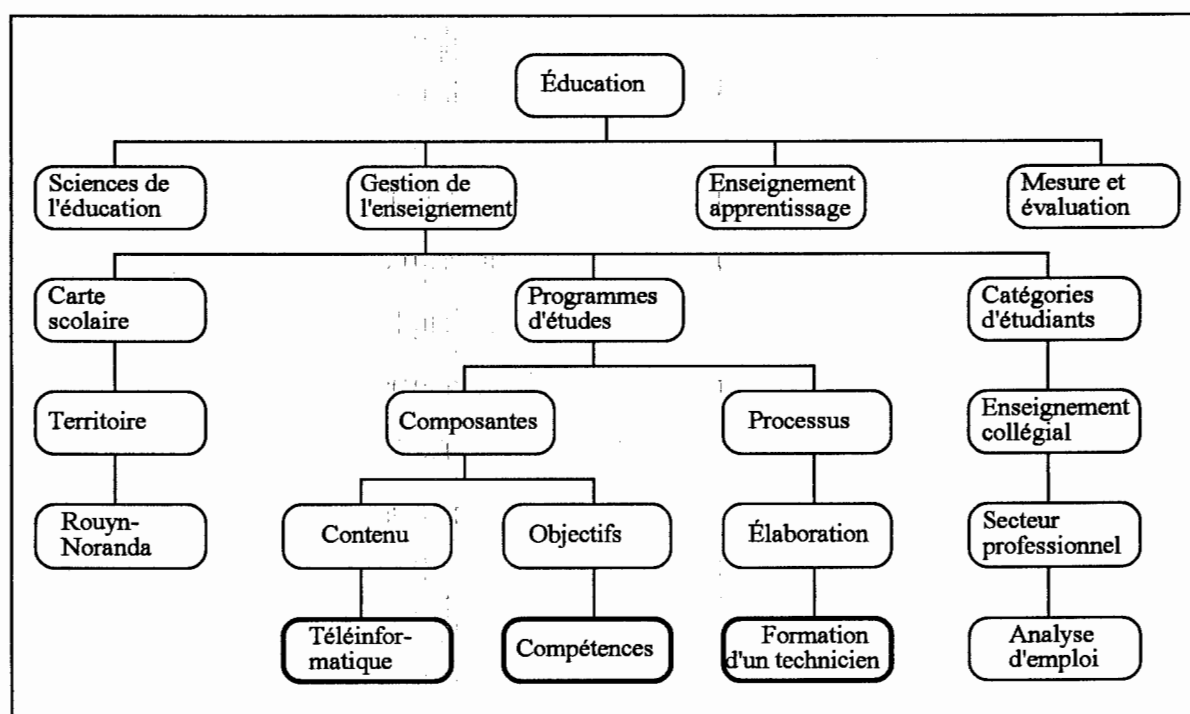 Éducation
Sciences de
l'éducation
Gestion de
l'enseignement
Enseignement
apprentissage
Mesure et
évaluation
Carte
scolaire
Programmes
d'études
Catégories
d'étudiants
Territoire
Composantes
Processus
Enseignement
collégial
Rouyn-
Noranda
Contenu
Objectifs
Élaboration
Secteur
professionnel
Téléinfor-
matique
Compétences
Formation
d'un technicien
Analyse
d'emploi